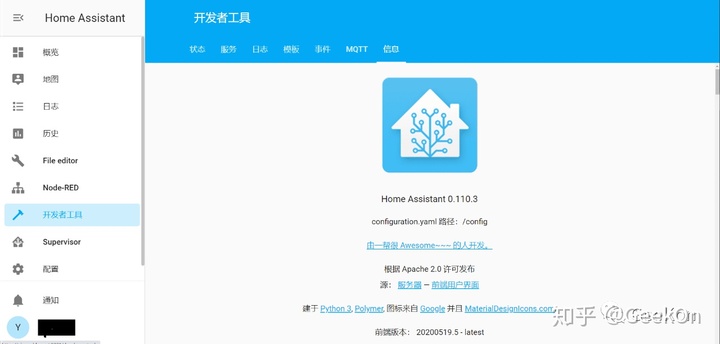 Home Assistant
概览
地图
日志
历史
File editor
Node-RED
开发者工具
Supervisor
配置
通知
Y
开发者工具
状态 服务 日志 模板 事件 MQTT 信息
Home Assistant 0.110.3
configuration.yaml 路径: /config
由一帮很 Awesome~~~ 的人开发。
根据 Apache 2.0 许可发布
源: 服务器 — 前端用户界面
建于 Python 3, Polymer, 图标来自 Google 并且 MaterialDesignIcons.com.
前端版本: 20200519.5 - latest
知乎 @GeekOn